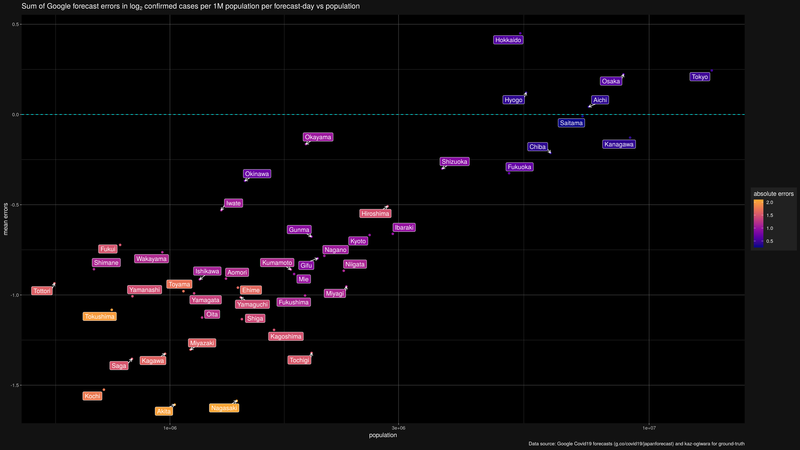 Sum of Google forecast errors in log2 confirmed cases per 1M population per forecast-day vs population
0.5
Hokkaido
Tokyo
Osaka
Hyogo
Aichi
0.0
Saitama
Okayama
Kanagawa
Chiba
Shizuoka
Fukuoka
Okinawa
Iwate
-0.5
Hiroshima
Gunma
Ibaraki
Kyoto
Fukui
Nagano
Wakayama
Shimane
Kumamoto
Gifu
Niigata
Ishikawa
Aomori
Mie
Toyama
Tottori
Yamanashi
Ehime
Miyagi
-1.0
Yamagata
Yamaguchi
Fukushima
Tokushima
Oita
Shiga
Kagoshima
Miyazaki
Saga
Kagawa
Tochigi
-1.5
Kochi
Akita
Nagasaki
mean errors
1e+06
3e+06
1e+07
population
absolute errors
2.0
1.5
1.0
0.5
Data source: Google Covid19 forecasts (g.co/covid19/japanforecast) and kaz-ogiwara for ground-truth